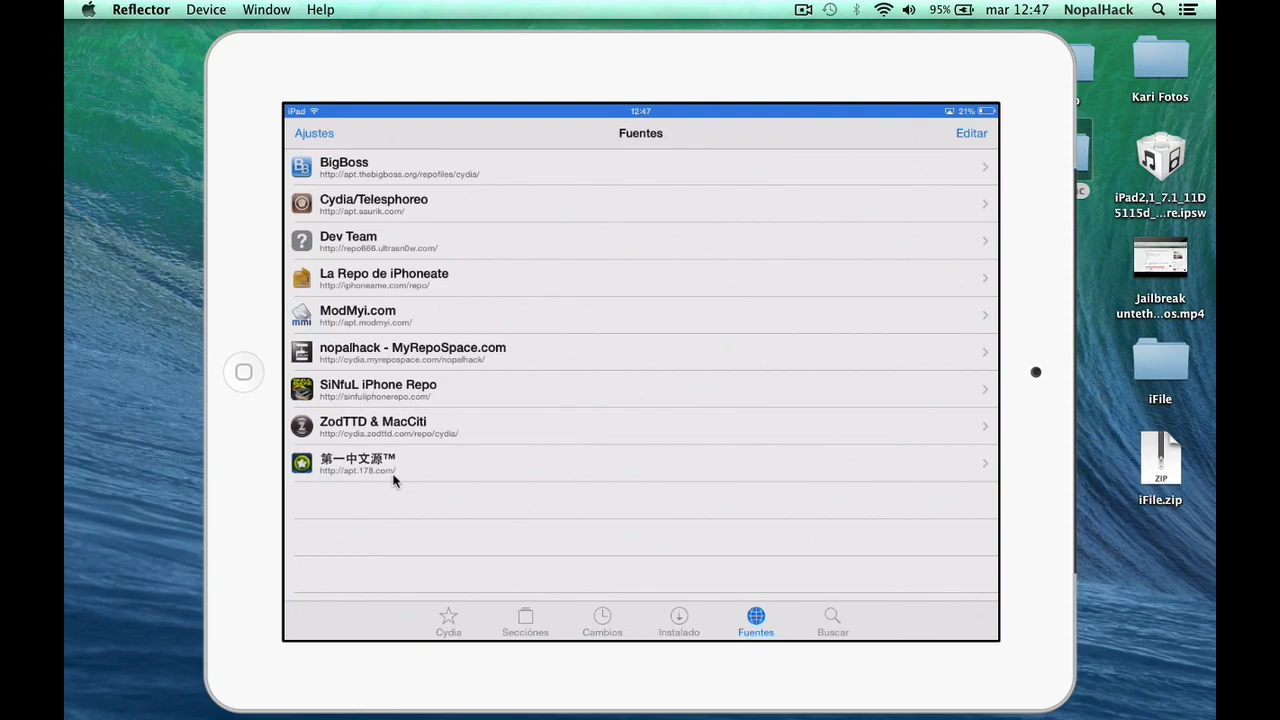 Reflector Device Window Help 95% mar 12:47 NopalHack
iPad 12:47 21%
Ajustes Fuentes Editar
BigBoss
http://apt.thebigboss.org/repofiles/cydia/
Cydia/Telesphoreo
http://apt.saurik.com/
Dev Team
http://repo666.ultrasn0w.com/
La Repo de iPhoneate
http://iphoneame.com/repo/
ModMyi.com
http://apt.modmyi.com/
nopalhack - MyRepoSpace.com
http://cydia.myrepospace.com/nopalhack/
SiNfuL iPhone Repo
http://sinfuliphonerepo.com/
ZodTTD & MacCiti
http://cydia.zodttd.com/repo/cydia/
第一中文源™
http://apt.178.com/
Cydia Secciónes Cambios Instalado Fuentes Buscar
Kari Fotos
iPad2,1_7.1_11D
5115d_...re.ipsw
Jailbreak
unteth...os.mp4
iFile
ZIP
iFile.zip
BB
mmi
c